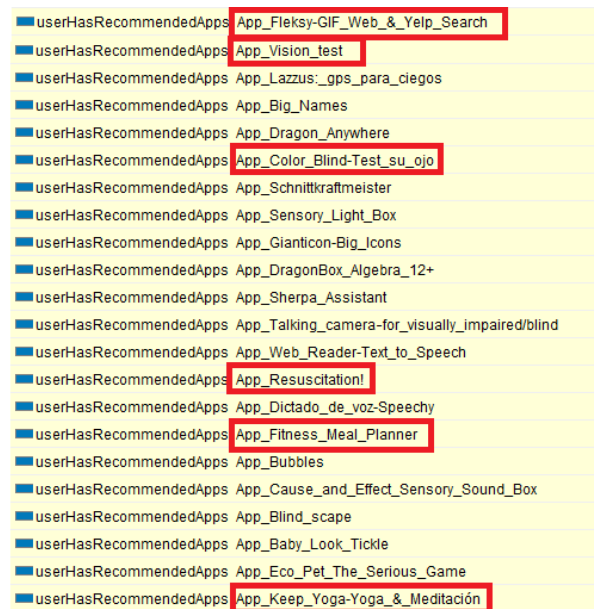 userHasRecommendedApps App_Fleksy-GIF_Web_&_Yelp_Search
userHasRecommendedApps App_Vision_test
userHasRecommendedApps App_Lazzus:_gps_para_ciegos
userHasRecommendedApps App_Big_Names
userHasRecommendedApps App_Dragon_Anywhere
userHasRecommendedApps App_Color_Blind-Test_su_ojo
userHasRecommendedApps App_Schnittkraftmeister
userHasRecommendedApps App_Sensory_Light_Box
userHasRecommendedApps App_Gianticon-Big_Icons
userHasRecommendedApps App_DragonBox_Algebra_12+
userHasRecommendedApps App_Sherpa_Assistant
userHasRecommendedApps App_Talking_camera-for_visually_impaired/blind
userHasRecommendedApps App_Web_Reader-Text_to_Speech
userHasRecommendedApps App_Resuscitation!
userHasRecommendedApps App_Dictado_de_voz-Speechy
userHasRecommendedApps App_Fitness_Meal_Planner
userHasRecommendedApps App_Bubbles
userHasRecommendedApps App_Cause_and_Effect_Sensory_Sound_Box
userHasRecommendedApps App_Blind_scape
userHasRecommendedApps App_Baby_Look_Tickle
userHasRecommendedApps App_Eco_Pet_The_Serious_Game
userHasRecommendedApps App_Keep_Yoga-Yoga_&_Meditación